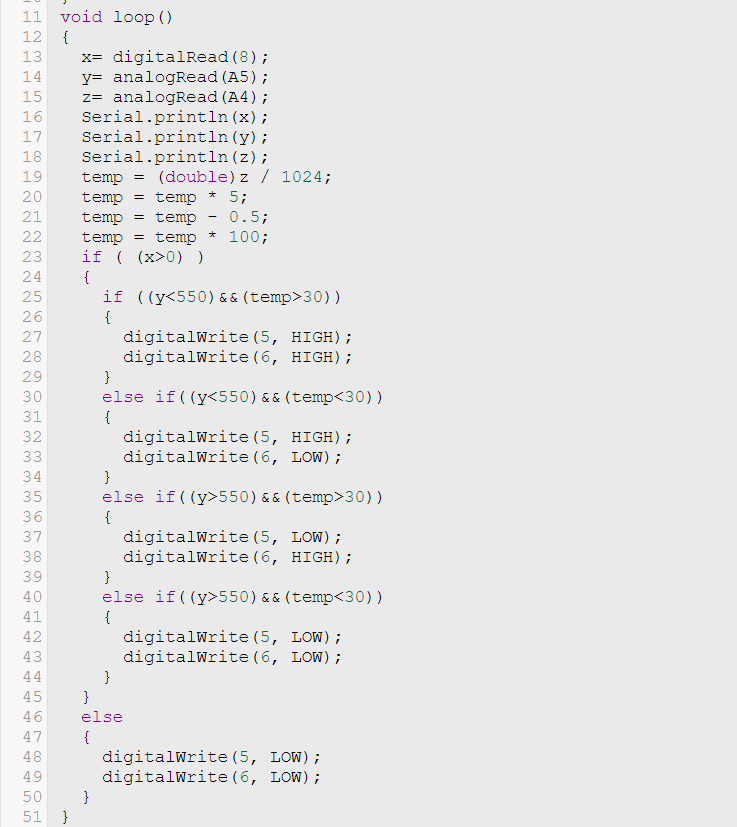 11 void loop()
12 {
13   x= digitalRead(8);
14   y= analogRead(A5);
15   z= analogRead(A4);
16   Serial.println(x);
17   Serial.println(y);
18   Serial.println(z);
19   temp = (double)z / 1024;
20   temp = temp * 5;
21   temp = temp - 0.5;
22   temp = temp * 100;
23   if ( (x>0) )
24   {
25     if ((y<550)&&(temp>30))
26     {
27       digitalWrite(5, HIGH);
28       digitalWrite(6, HIGH);
29     }
30     else if((y<550)&&(temp<30))
31     {
32       digitalWrite(5, HIGH);
33       digitalWrite(6, LOW);
34     }
35     else if((y>550)&&(temp>30))
36     {
37       digitalWrite(5, LOW);
38       digitalWrite(6, HIGH);
39     }
40     else if((y>550)&&(temp<30))
41     {
42       digitalWrite(5, LOW);
43       digitalWrite(6, LOW);
44     }
45   }
46   else
47   {
48     digitalWrite(5, LOW);
49     digitalWrite(6, LOW);
50   }
51 }